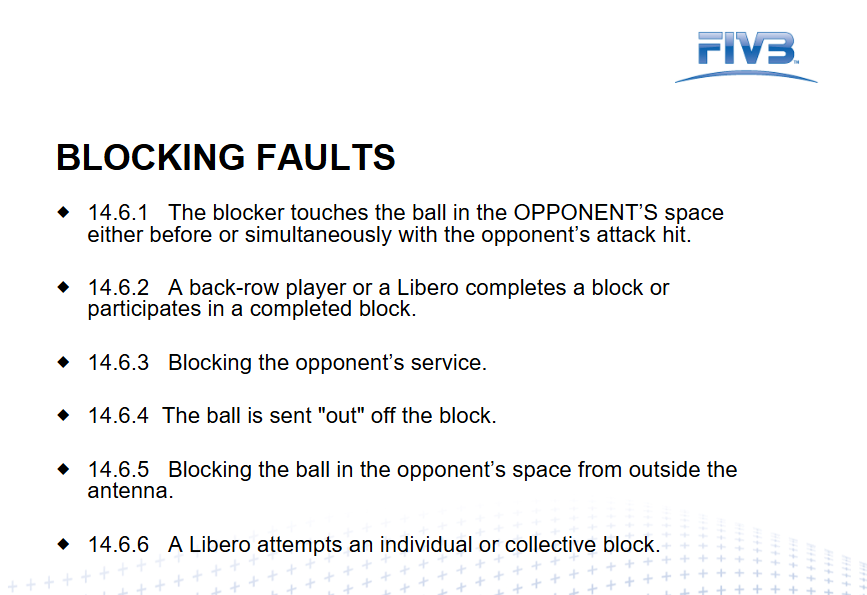 FIVB™
BLOCKING FAULTS
◆ 14.6.1 The blocker touches the ball in the OPPONENT’S space
either before or simultaneously with the opponent’s attack hit.
◆ 14.6.2 A back-row player or a Libero completes a block or
participates in a completed block.
◆ 14.6.3 Blocking the opponent’s service.
◆ 14.6.4 The ball is sent "out" off the block.
◆ 14.6.5 Blocking the ball in the opponent’s space from outside the
antenna.
◆ 14.6.6 A Libero attempts an individual or collective block.